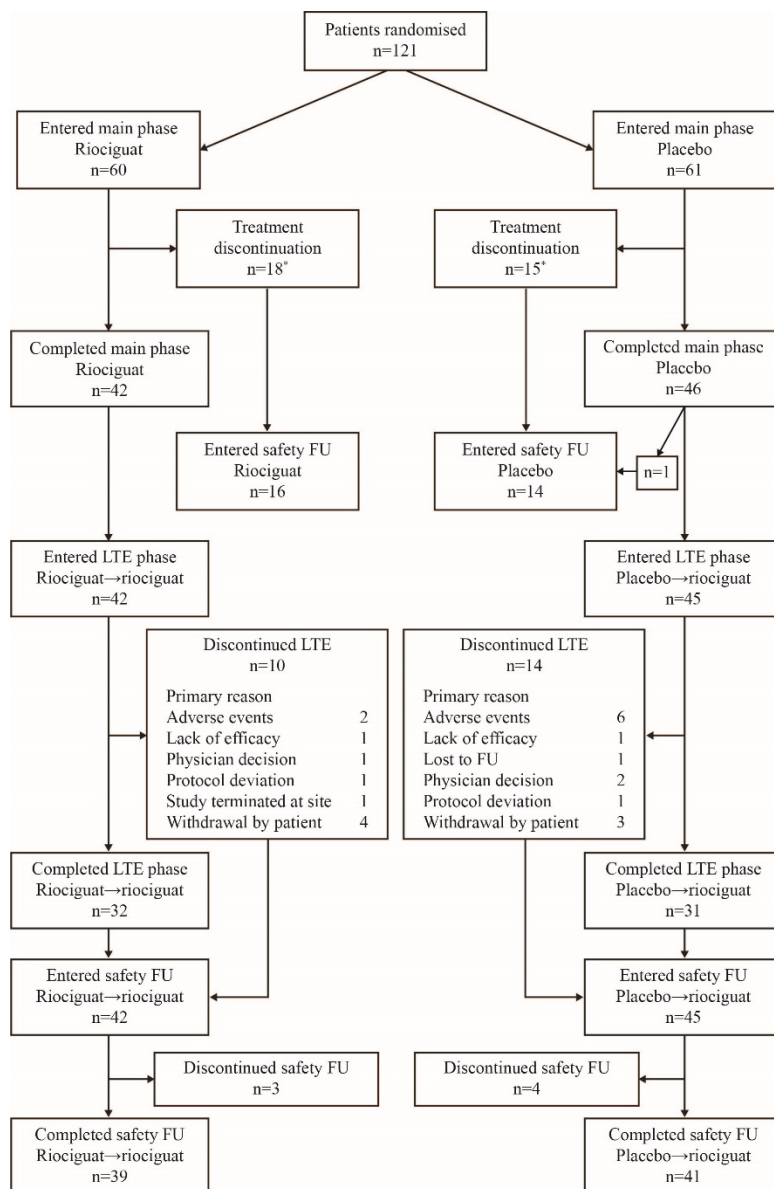 Patients randomised
n=121
Entered main phase
Riociguat
n=60
Entered main phase
Placebo
n=61
Treatment
discontinuation
n=18*
Treatment
discontinuation
n=15*
Completed main phase
Riociguat
n=42
Completed main phase
Placebo
n=46
Entered safety FU
Riociguat
n=16
Entered safety FU
Placebo
n=14
n=1
Entered LTE phase
Riociguat→riociguat
n=42
Entered LTE phase
Placebo→riociguat
n=45
Discontinued LTE
n=10
Primary reason
Adverse events 2
Lack of efficacy 1
Physician decision 1
Protocol deviation 1
Study terminated at site 1
Withdrawal by patient 4
Discontinued LTE
n=14
Primary reason
Adverse events 6
Lack of efficacy 1
Lost to FU 1
Physician decision 2
Protocol deviation 1
Withdrawal by patient 3
Completed LTE phase
Riociguat→riociguat
n=32
Completed LTE phase
Placebo→riociguat
n=31
Entered safety FU
Riociguat→riociguat
n=42
Entered safety FU
Placebo→riociguat
n=45
Discontinued safety FU
n=3
Discontinued safety FU
n=4
Completed safety FU
Riociguat→riociguat
n=39
Completed safety FU
Placebo→riociguat
n=41